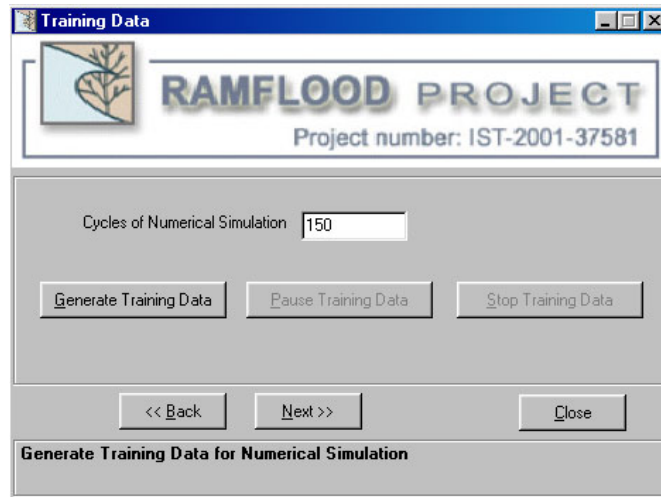 Training Data
RAMFLOOD PROJECT
Project number: IST-2001-37581
Cycles of Numerical Simulation 150
Generate Training Data Pause Training Data Stop Training Data
<< Back Next >> Close
Generate Training Data for Numerical Simulation